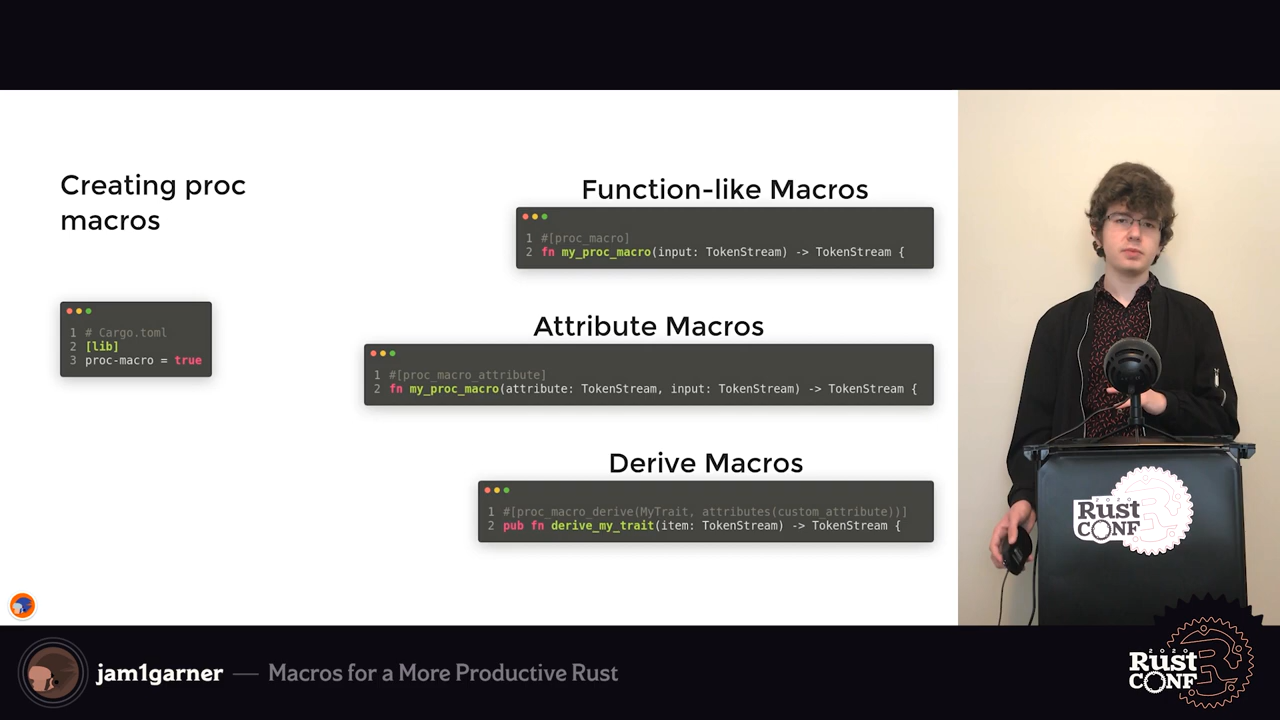 Creating proc
macros
1 # Cargo.toml
2 [lib]
3 proc-macro = true
Function-like Macros
1 #[proc_macro]
2 fn my_proc_macro(input: TokenStream) -> TokenStream {
Attribute Macros
1 #[proc_macro_attribute]
2 fn my_proc_macro(attribute: TokenStream, input: TokenStream) -> TokenStream {
Derive Macros
1 #[proc_macro_derive(MyTrait, attributes(custom_attribute))]
2 pub fn derive_my_trait(item: TokenStream) -> TokenStream {
2020
Rust
CONF
jam1garner — Macros for a More Productive Rust
2020
Rust
CONF